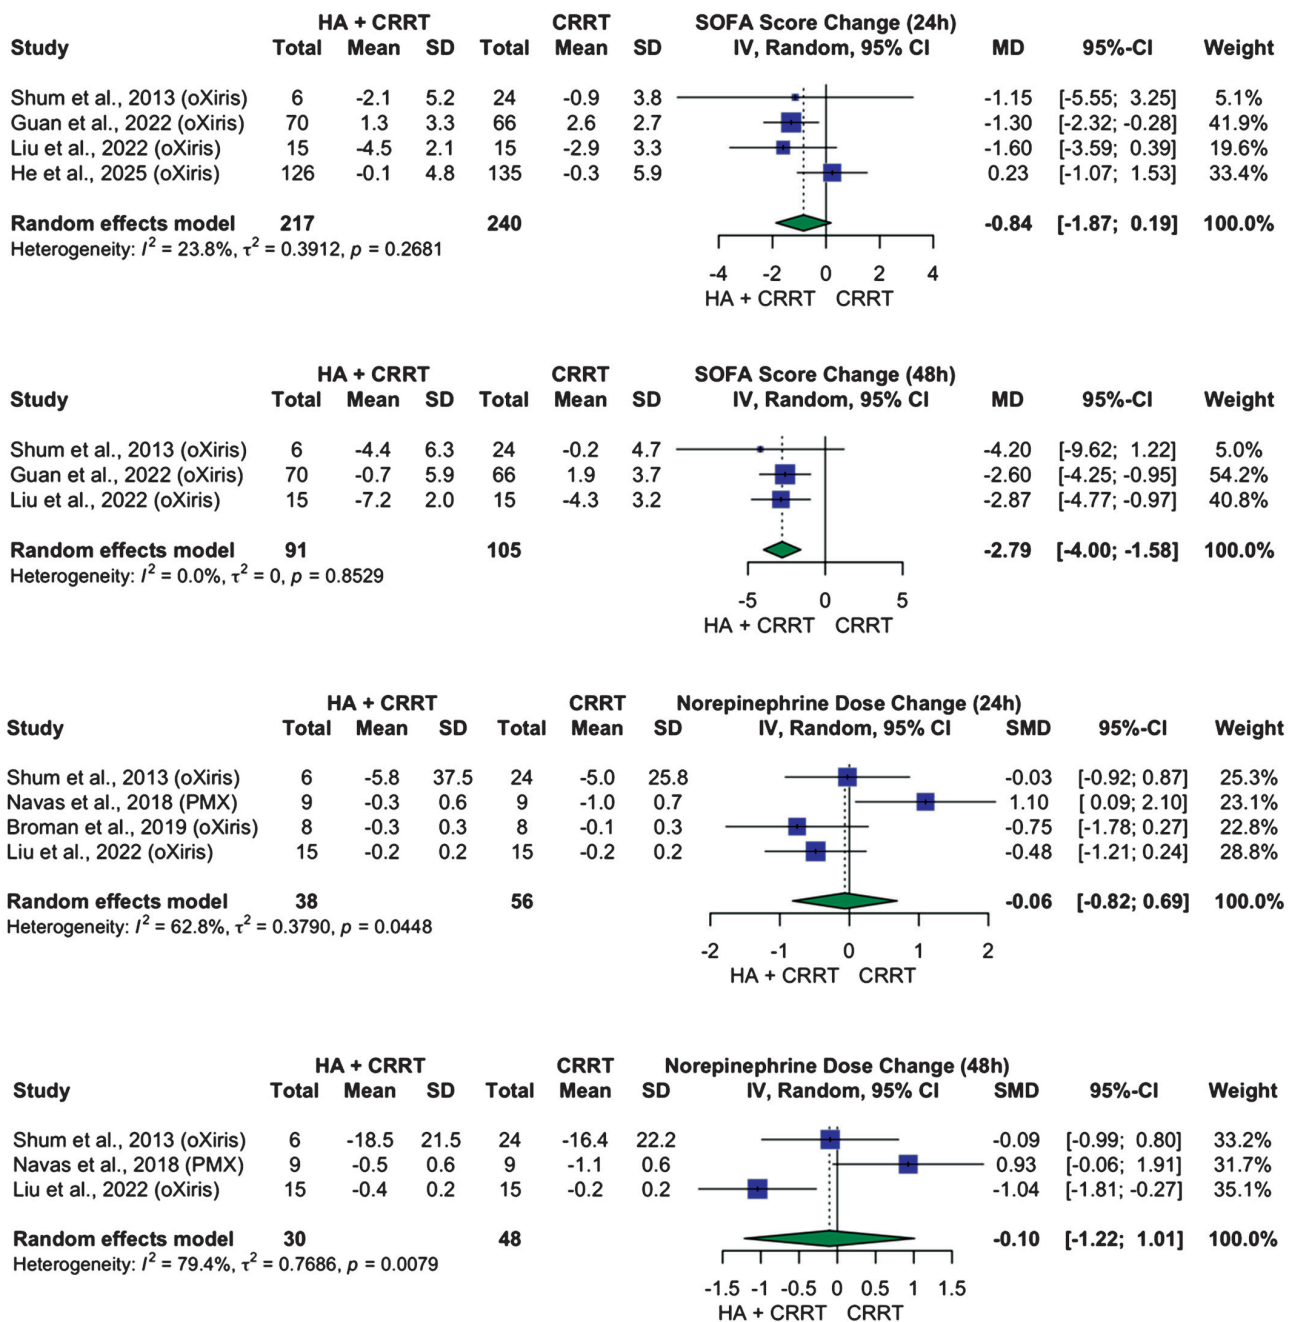 HA + CRRT CRRT SOFA Score Change (24h)
Study Total Mean SD Total Mean SD IV, Random, 95% CI MD 95%-CI Weight
Shum et al., 2013 (oXiris) 6 -2.1 5.2 24 -0.9 3.8 -1.15 [-5.55; 3.25] 5.1%
Guan et al., 2022 (oXiris) 70 1.3 3.3 66 2.6 2.7 -1.30 [-2.32; -0.28] 41.9%
Liu et al., 2022 (oXiris) 15 -4.5 2.1 15 -2.9 3.3 -1.60 [-3.59; 0.39] 19.6%
He et al., 2025 (oXiris) 126 -0.1 4.8 135 -0.3 5.9 0.23 [-1.07; 1.53] 33.4%
Random effects model 217 240 -0.84 [-1.87; 0.19] 100.0%
Heterogeneity: I² = 23.8%, τ² = 0.3912, p = 0.2681
-4 -2 0 2 4
HA + CRRT CRRT
HA + CRRT CRRT SOFA Score Change (48h)
Study Total Mean SD Total Mean SD IV, Random, 95% CI MD 95%-CI Weight
Shum et al., 2013 (oXiris) 6 -4.4 6.3 24 -0.2 4.7 -4.20 [-9.62; 1.22] 5.0%
Guan et al., 2022 (oXiris) 70 -0.7 5.9 66 1.9 3.7 -2.60 [-4.25; -0.95] 54.2%
Liu et al., 2022 (oXiris) 15 -7.2 2.0 15 -4.3 3.2 -2.87 [-4.77; -0.97] 40.8%
Random effects model 91 105 -2.79 [-4.00; -1.58] 100.0%
Heterogeneity: I² = 0.0%, τ² = 0, p = 0.8529
-5 0 5
HA + CRRT CRRT
HA + CRRT CRRT Norepinephrine Dose Change (24h)
Study Total Mean SD Total Mean SD IV, Random, 95% CI SMD 95%-CI Weight
Shum et al., 2013 (oXiris) 6 -5.8 37.5 24 -5.0 25.8 -0.03 [-0.92; 0.87] 25.3%
Navas et al., 2018 (PMX) 9 -0.3 0.6 9 -1.0 0.7 1.10 [ 0.09; 2.10] 23.1%
Broman et al., 2019 (oXiris) 8 -0.3 0.3 8 -0.1 0.3 -0.75 [-1.78; 0.27] 22.8%
Liu et al., 2022 (oXiris) 15 -0.2 0.2 15 -0.2 0.2 -0.48 [-1.21; 0.24] 28.8%
Random effects model 38 56 -0.06 [-0.82; 0.69] 100.0%
Heterogeneity: I² = 62.8%, τ² = 0.3790, p = 0.0448
-2 -1 0 1 2
HA + CRRT CRRT
HA + CRRT CRRT Norepinephrine Dose Change (48h)
Study Total Mean SD Total Mean SD IV, Random, 95% CI SMD 95%-CI Weight
Shum et al., 2013 (oXiris) 6 -18.5 21.5 24 -16.4 22.2 -0.09 [-0.99; 0.80] 33.2%
Navas et al., 2018 (PMX) 9 -0.5 0.6 9 -1.1 0.6 0.93 [-0.06; 1.91] 31.7%
Liu et al., 2022 (oXiris) 15 -0.4 0.2 15 -0.2 0.2 -1.04 [-1.81; -0.27] 35.1%
Random effects model 30 48 -0.10 [-1.22; 1.01] 100.0%
Heterogeneity: I² = 79.4%, τ² = 0.7686, p = 0.0079
-1.5 -1 -0.5 0 0.5 1 1.5
HA + CRRT CRRT